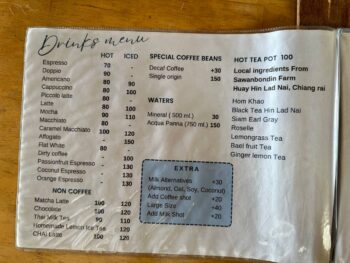 Drinks menu
HOT ICED
Espresso 70 -
Doppio 90 -
Americano 80 90
Cappuccino 80 90
Piccolo latte 80 100
Latte 80 100
Mocha 90 110
Macchiato 80
Caramel Macchiato 100 120
Affogato - 120
Flat White 80 -
Dirty coffee - 100
Passionfruit Espresso - 130
Coconut Espresso - 130
Orange Espresso - 130
NON COFFEE
Matcha Latte 100 120
Chocolate 100 120
Thai Milk Tea 90 110
Homemade Lemon Ice Tea 120
CHAI Latte 100 120
SPECIAL COFFEE BEANS
Decaf Coffee +30
Single origin 150
WATERS
Mineral ( 500 ml.) 30
Acqua Panna (750 ml.) 150
EXTRA
Milk Alternatives +30
(Almond, Oat, Soy, Coconut)
Add Coffee shot +20
Large Size +40
Add Milk Shot +20
HOT TEA POT 100
Local ingredients From
Sawanbondin Farm
Huay Hin Lad Nai, Chiang rai
Hom Khao
Black Tea Hin Lad Nai
Siam Earl Gray
Roselle
Lemongrass Tea
Bael fruit Tea
Ginger lemon Tea